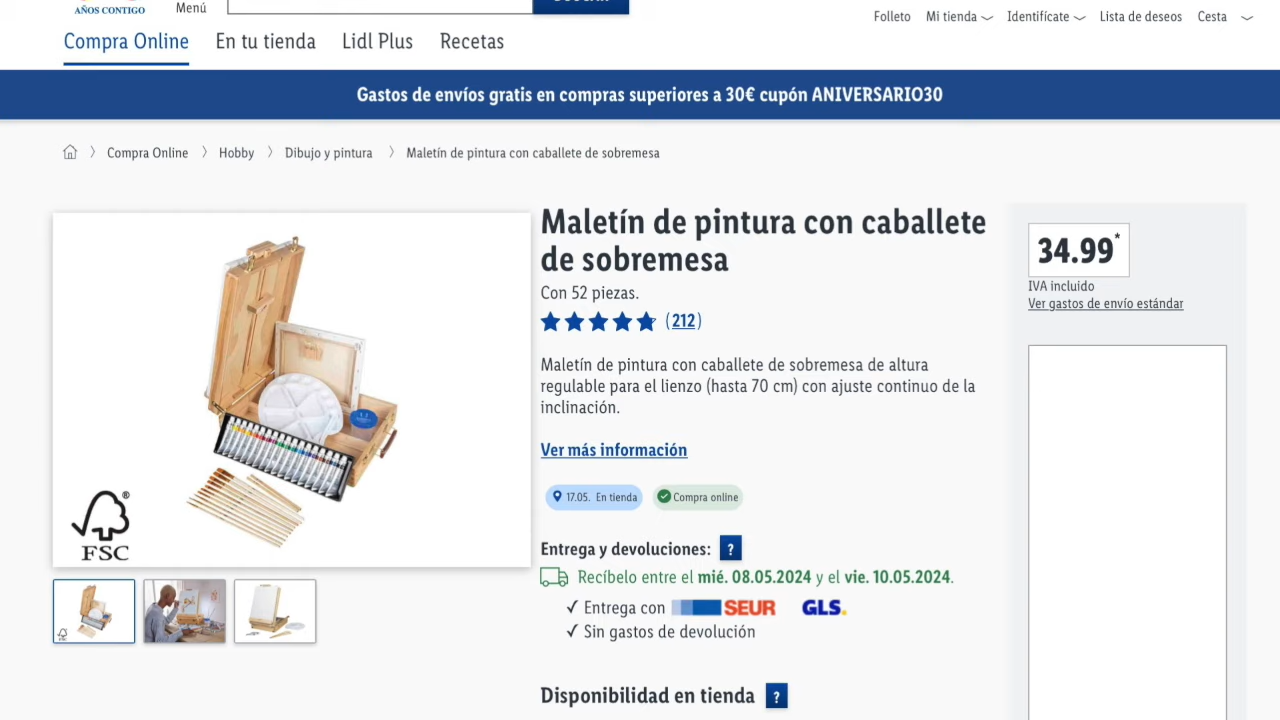 AÑOS CONTIGO
Menú
Folleto
Mi tienda
Identifícate
Lista de deseos
Cesta
Compra Online
En tu tienda
Lidl Plus
Recetas
Gastos de envíos gratis en compras superiores a 30€ cupón ANIVERSARIO30
Compra Online
Hobby
Dibujo y pintura
Maletín de pintura con caballete de sobremesa
Maletín de pintura con caballete
de sobremesa
Con 52 piezas.
(212)
Maletín de pintura con caballete de sobremesa de altura
regulable para el lienzo (hasta 70 cm) con ajuste continuo de la
inclinación.
Ver más información
17.05. En tienda
Compra online
Entrega y devoluciones: ?
Recíbelo entre el mié. 08.05.2024 y el vie. 10.05.2024.
✓ Entrega con SEUR GLS.
✓ Sin gastos de devolución
Disponibilidad en tienda ?
34.99*
IVA incluido
Ver gastos de envío estándar
FSC